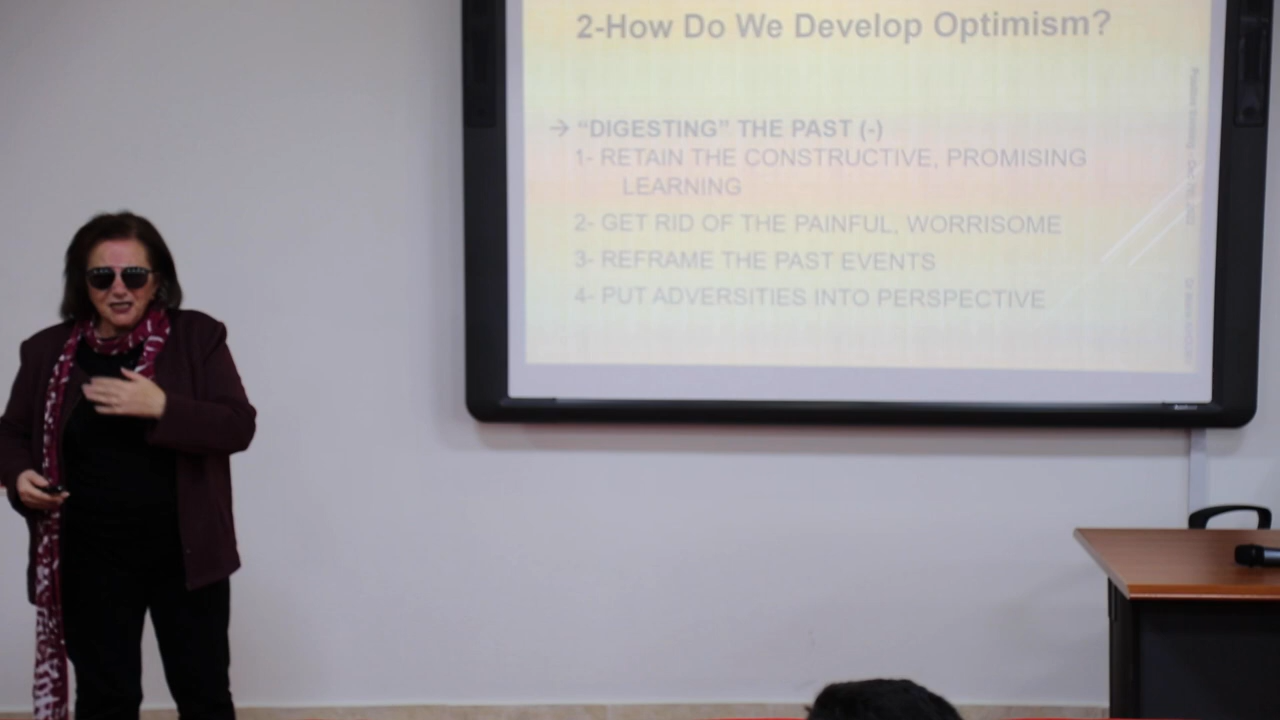 2-How Do We Develop Optimism?
→ “DIGESTING” THE PAST (-)
1- RETAIN THE CONSTRUCTIVE, PROMISING
LEARNING
2- GET RID OF THE PAINFUL, WORRISOME
3- REFRAME THE PAST EVENTS
4- PUT ADVERSITIES INTO PERSPECTIVE